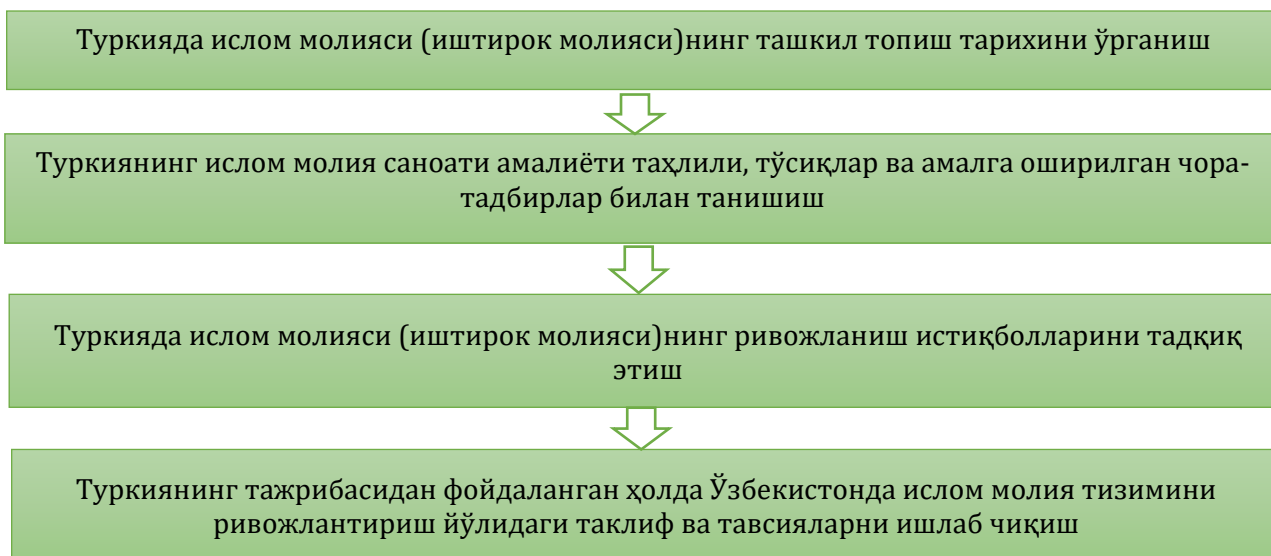 Туркияда ислом молияси (иштирок молияси)нинг ташкил топиш тарихини ўрганиш
Туркиянинг ислом молия саноати амалиёти таҳлили, тўсиқлар ва амалга оширилган чора-
тадбирлар билан танишиш
Туркияда ислом молияси (иштирок молияси)нинг ривожланиш истиқболларини тадқиқ
этиш
Туркиянинг тажрибасидан фойдаланган ҳолда Ўзбекистонда ислом молия тизимини
ривожлантириш йўлидаги таклиф ва тавсияларни ишлаб чиқиш